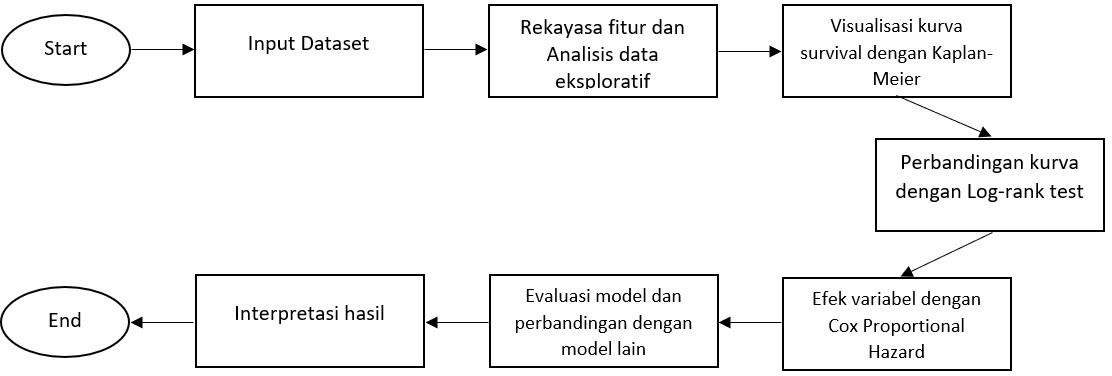 Start
Input Dataset
Rekayasa fitur dan
Analisis data
eksploratif
Visualisasi kurva
survival dengan Kaplan-
Meier
Perbandingan kurva
dengan Log-rank test
Efek variabel dengan
Cox Proportional
Hazard
Evaluasi model dan
perbandingan dengan
model lain
Interpretasi hasil
End